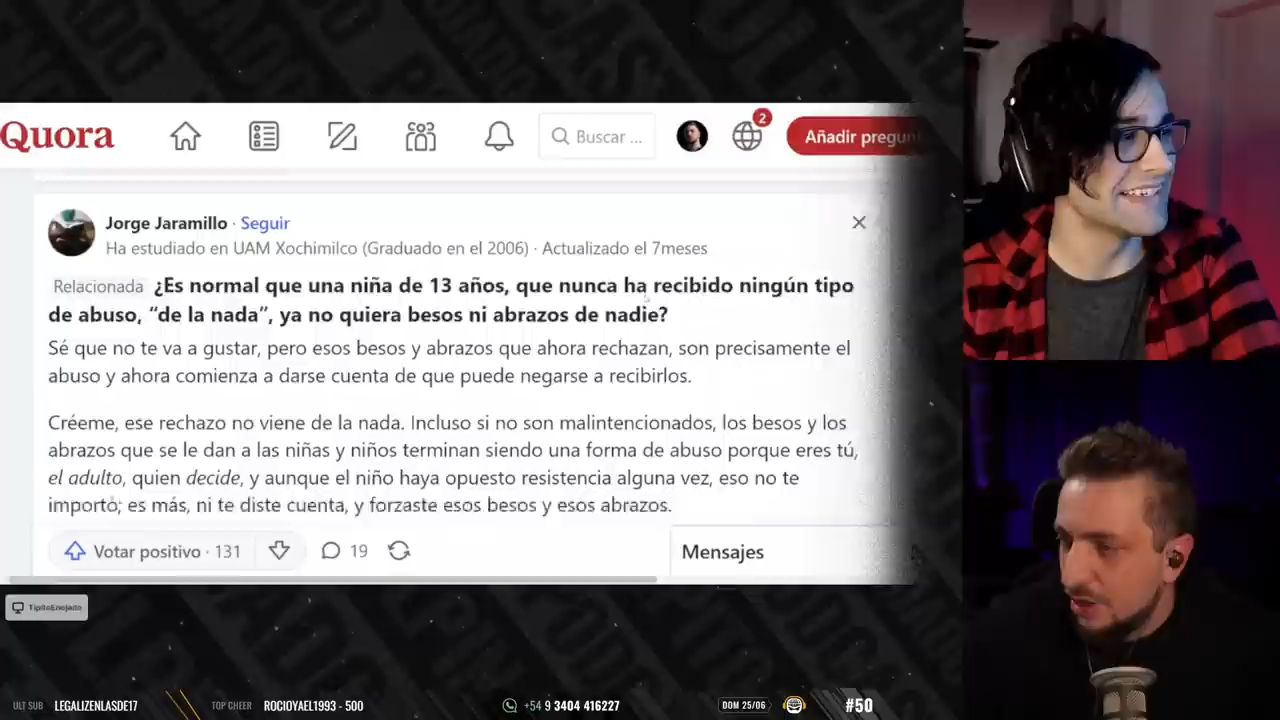 Quora
Buscar ...
2
Añadir pregun
Jorge Jaramillo · Seguir
Ha estudiado en UAM Xochimilco (Graduado en el 2006) · Actualizado el 7meses
Relacionada ¿Es normal que una niña de 13 años, que nunca ha recibido ningún tipo
de abuso, “de la nada”, ya no quiera besos ni abrazos de nadie?
Sé que no te va a gustar, pero esos besos y abrazos que ahora rechazan, son precisamente el
abuso y ahora comienza a darse cuenta de que puede negarse a recibirlos.
Créeme, ese rechazo no viene de la nada. Incluso si no son malintencionados, los besos y los
abrazos que se le dan a las niñas y niños terminan siendo una forma de abuso porque eres tú,
el adulto, quien decide, y aunque el niño haya opuesto resistencia alguna vez, eso no te
importó; es más, ni te diste cuenta, y forzaste esos besos y esos abrazos.
Votar positivo · 131
19
Mensajes
TipitoEnojado
ULT SUB LEGALIZENLASDE17 TOP CHEER ROCIOYAEL1993 - 500 +54 9 3404 416227 DOM 25/06 #50